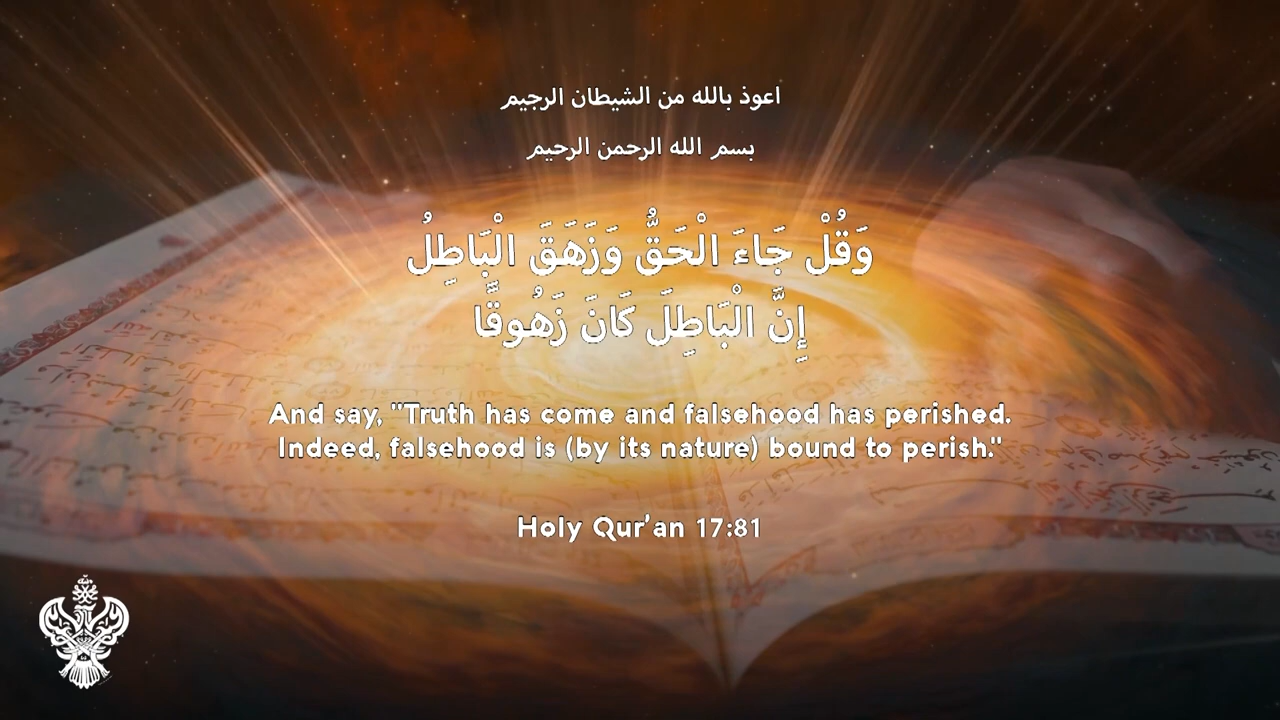 اعوذ بالله من الشيطان الرجيم
بسم الله الرحمن الرحيم
وَقُلْ جَاءَ الْحَقُّ وَزَهَقَ الْبَاطِلُ
إِنَّ الْبَاطِلَ كَانَ زَهُوقًا
And say, "Truth has come and falsehood has perished.
Indeed, falsehood is (by its nature) bound to perish."
Holy Qur'an 17:81